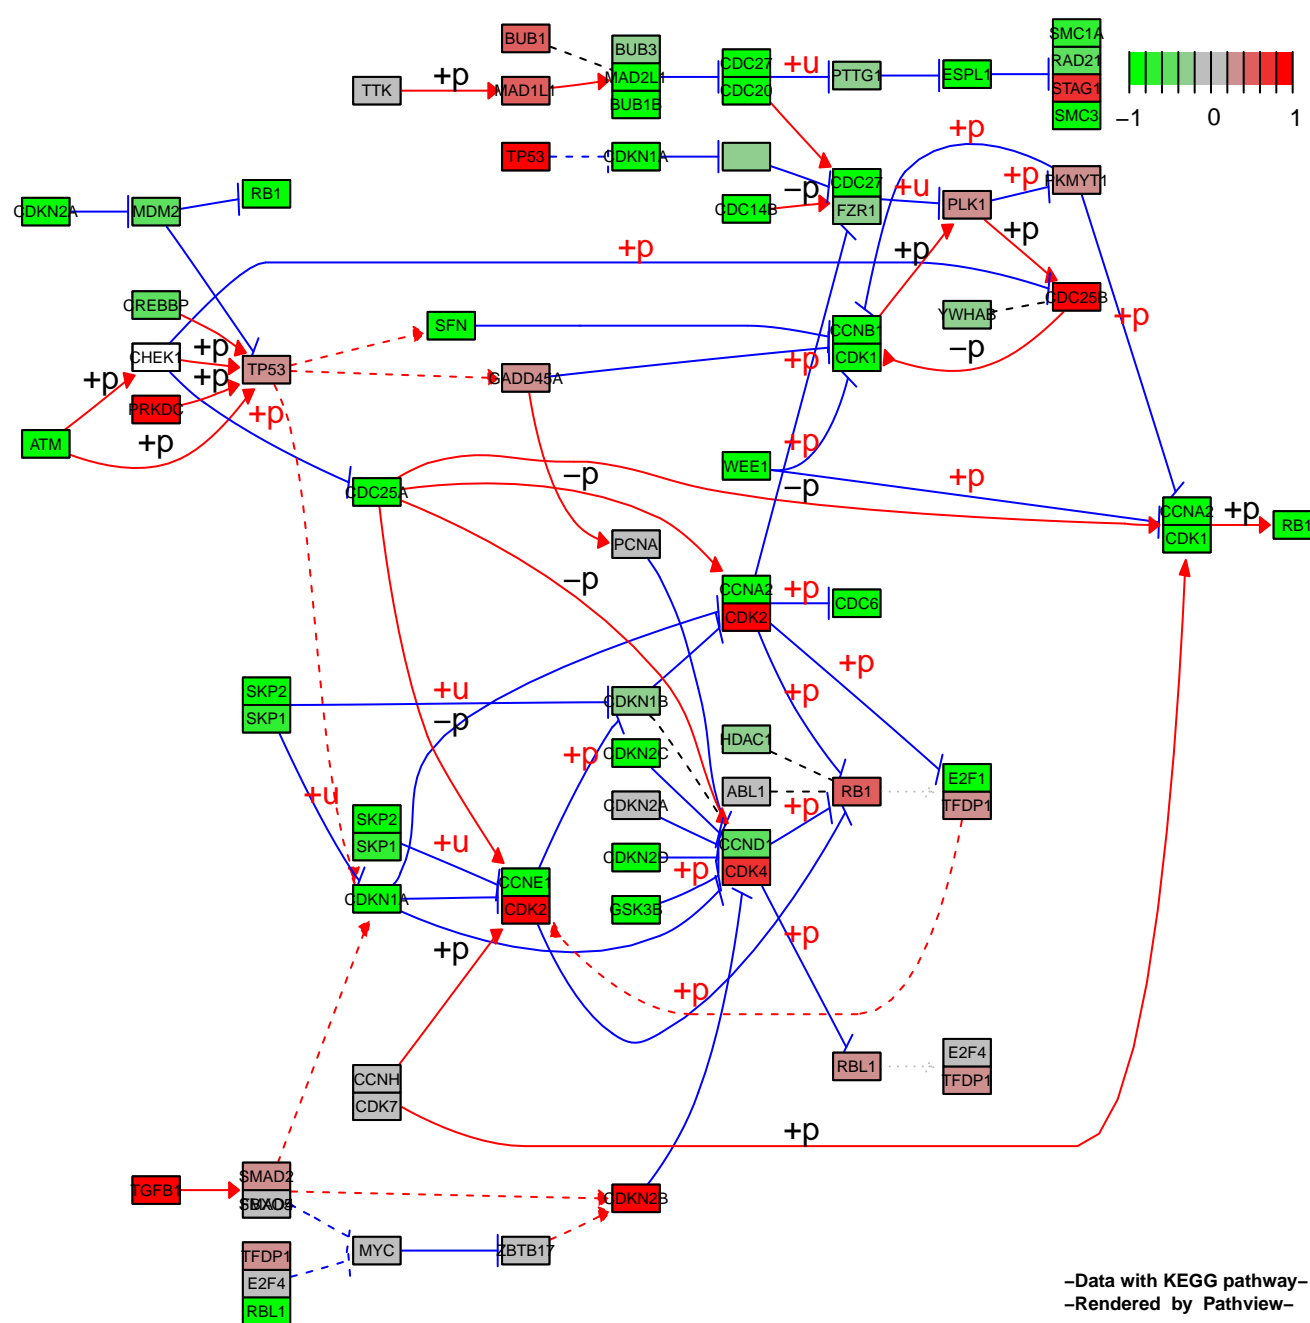 BUB1
BUB3
MAD2L1
BUB1B
CDC27
CDC20
+u
PTTG1
ESPL1
SMC1A
RAD21
STAG1
SMC3
−1 0 1
TTK
+p
MAD1L1
TP53
CDKN1A
+p
CDC27
FZR1
−p
+u
PLK1
+p
PKMYT1
CDC14B
CDKN2A
MDM2
RB1
+p
+p
+p
CREBBP
YWHAB
CDC25B
+p
SFN
CCNB1
CDK1
−p
+p
CHEK1
+p
TP53
GADD45A
+p
+p
PRKDC
+p
ATM
+p
+p
WEE1
+p
−p
−p
CDC25A
CCNA2
CDK1
+p
RB1
PCNA
−p
CCNA2
CDK2
+p
CDC6
SKP2
SKP1
+u
−p
CDKN1B
+p
+p
HDAC1
CDKN2C
+p
E2F1
TFDP1
ABL1
RB1
+u
CDKN2A
+p
SKP2
SKP1
+u
CCND1
CDK4
CDKN2D
+p
CDKN1A
CCNE1
CDK2
GSK3B
+p
+p
+p
RBL1
E2F4
TFDP1
CCNH
CDK7
+p
TGFB1
SMAD2
CDKN2B
MYC
ZBTB17
TFDP1
E2F4
RBL1
−Data with KEGG pathway−
−Rendered by Pathview−